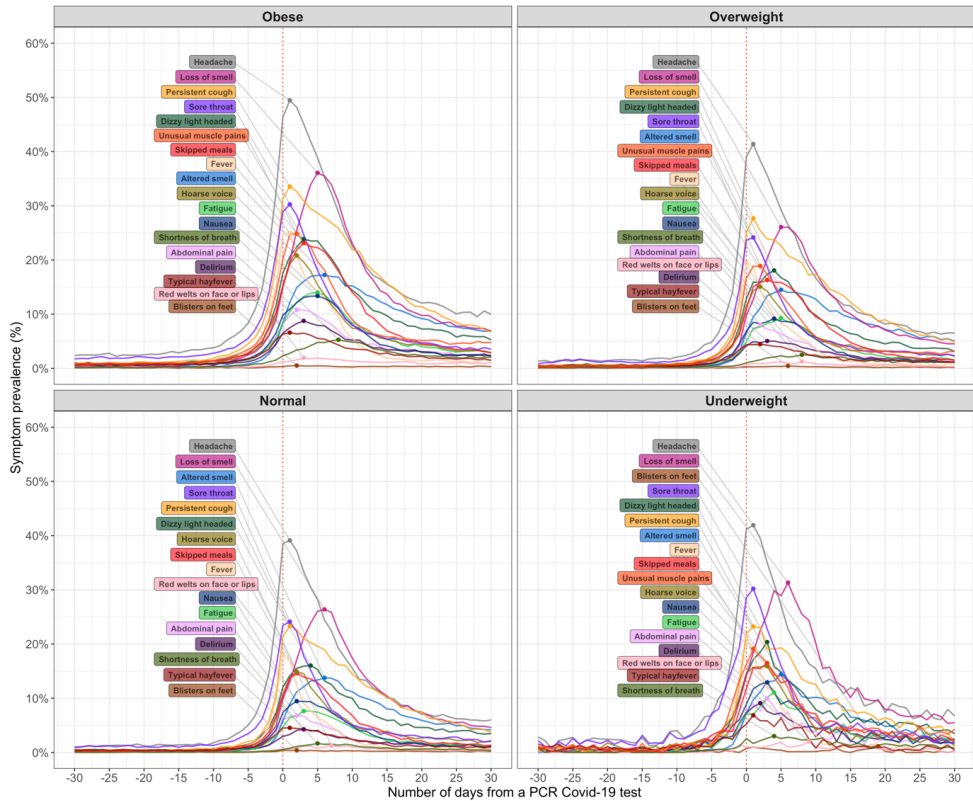 Obese
Overweight
Symptom prevalence (%)
60%
50%
40%
30%
20%
10%
0%
Headache
Loss of smell
Persistent cough
Sore throat
Dizzy light headed
Unusual muscle pains
Skipped meals
Fever
Altered smell
Hoarse voice
Fatigue
Nausea
Shortness of breath
Abdominal pain
Delirium
Typical hayfever
Red welts on face or lips
Blisters on feet
Headache
Loss of smell
Persistent cough
Dizzy light headed
Sore throat
Altered smell
Unusual muscle pains
Skipped meals
Fever
Hoarse voice
Fatigue
Nausea
Shortness of breath
Abdominal pain
Red welts on face or lips
Delirium
Typical hayfever
Blisters on feet
Normal
Underweight
60%
50%
40%
30%
20%
10%
0%
Headache
Loss of smell
Altered smell
Sore throat
Persistent cough
Dizzy light headed
Hoarse voice
Skipped meals
Fever
Red welts on face or lips
Nausea
Fatigue
Abdominal pain
Delirium
Shortness of breath
Typical hayfever
Blisters on feet
Headache
Loss of smell
Blisters on feet
Sore throat
Dizzy light headed
Persistent cough
Altered smell
Fever
Skipped meals
Unusual muscle pains
Hoarse voice
Nausea
Fatigue
Abdominal pain
Delirium
Red welts on face or lips
Typical hayfever
Shortness of breath
-30 -25 -20 -15 -10 -5 0 5 10 15 20 25 30
-30 -25 -20 -15 -10 -5 0 5 10 15 20 25 30
Number of days from a PCR Covid-19 test